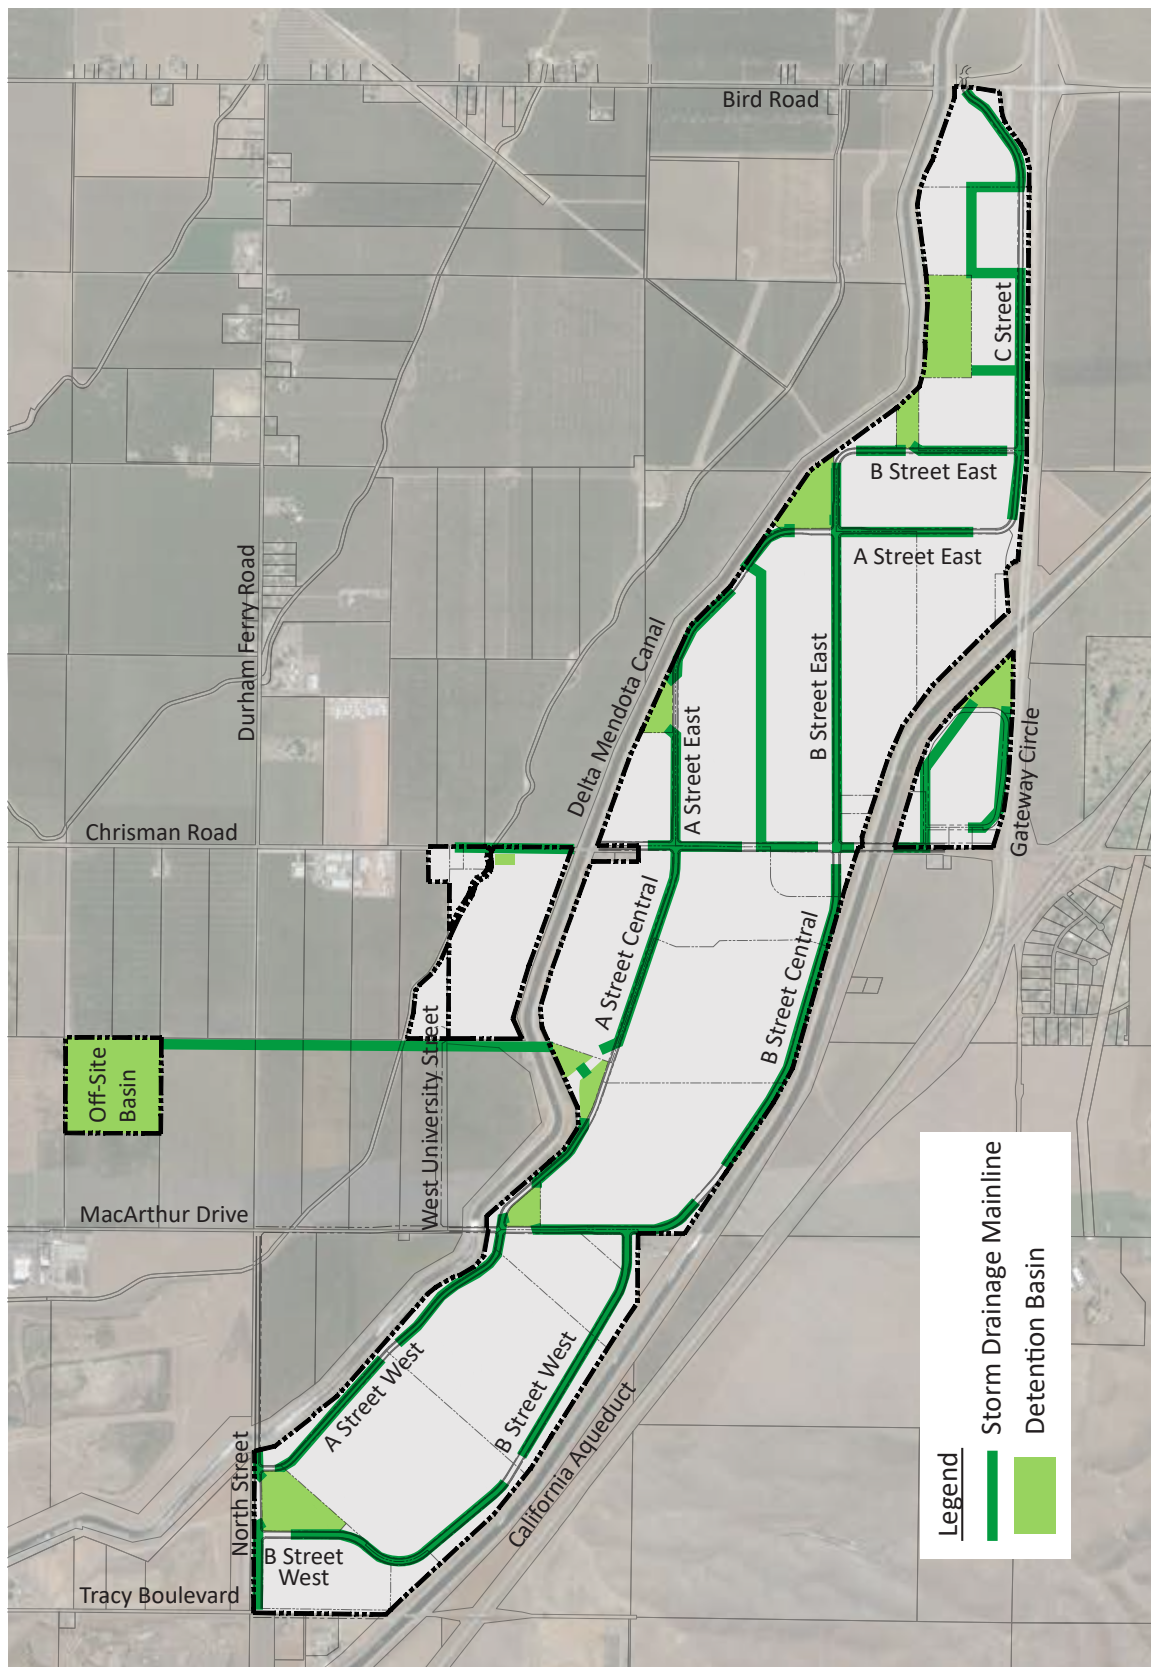 Bird Road
C Street
B Street East
A Street East
Durham Ferry Road
Delta Mendota Canal
B Street East
A Street East
Gateway Circle
Chrisman Road
A Street Central
B Street Central
Off-Site
Basin
West University Street
MacArthur Drive
A Street West
B Street West
California Aqueduct
North Street
B Street
West
Tracy Boulevard
Legend
Storm Drainage Mainline
Detention Basin